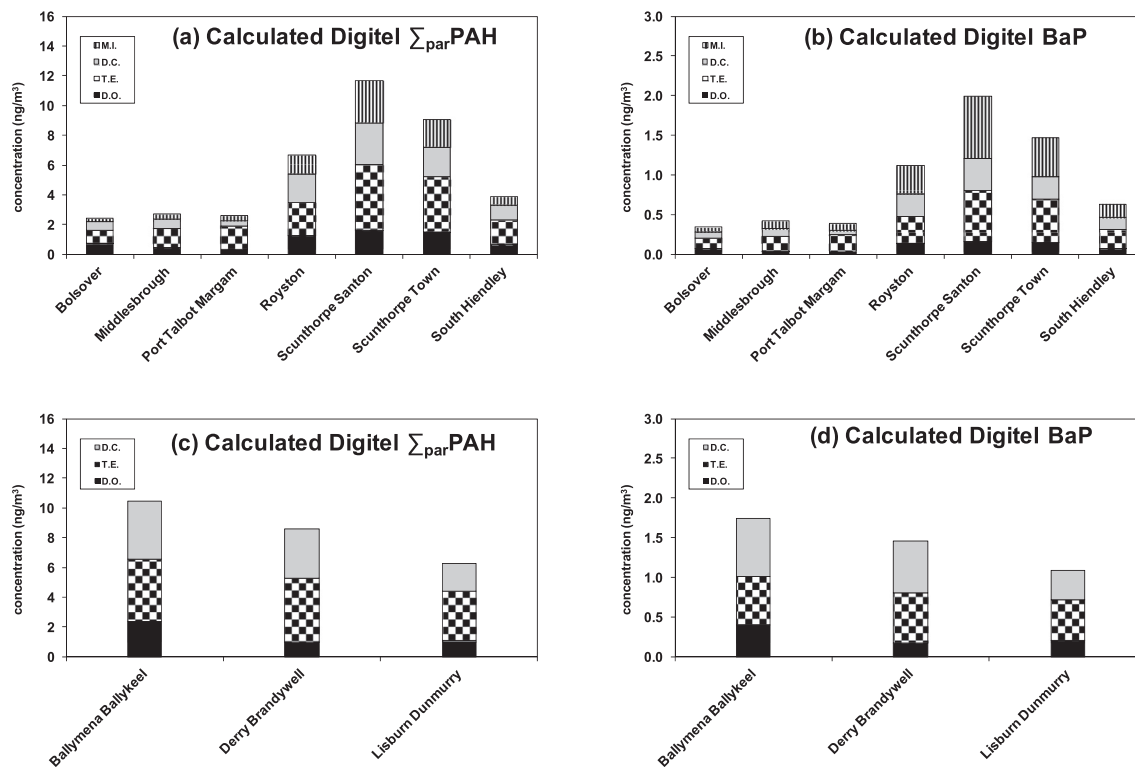 (a) Calculated Digitel ∑parPAH
concentration (ng/m³)
16
14
12
10
8
6
4
2
0
M.I.
D.C.
T.E.
D.O.
Bolsover
Middlesbrough
Port Talbot Margam
Royston
Scunthorpe Santon
Scunthorpe Town
South Hiendley
(b) Calculated Digitel BaP
concentration (ng/m³)
3.0
2.5
2.0
1.5
1.0
0.5
0.0
M.I.
D.C.
T.E.
D.O.
Bolsover
Middlesbrough
Port Talbot Margam
Royston
Scunthorpe Santon
Scunthorpe Town
South Hiendley
(c) Calculated Digitel ∑parPAH
concentration (ng/m³)
16
14
12
10
8
6
4
2
0
D.C.
T.E.
D.O.
Ballymena Ballykeel
Derry Brandywell
Lisburn Dunmurry
(d) Calculated Digitel BaP
concentration (ng/m³)
3.0
2.5
2.0
1.5
1.0
0.5
0.0
D.C.
T.E.
D.O.
Ballymena Ballykeel
Derry Brandywell
Lisburn Dunmurry